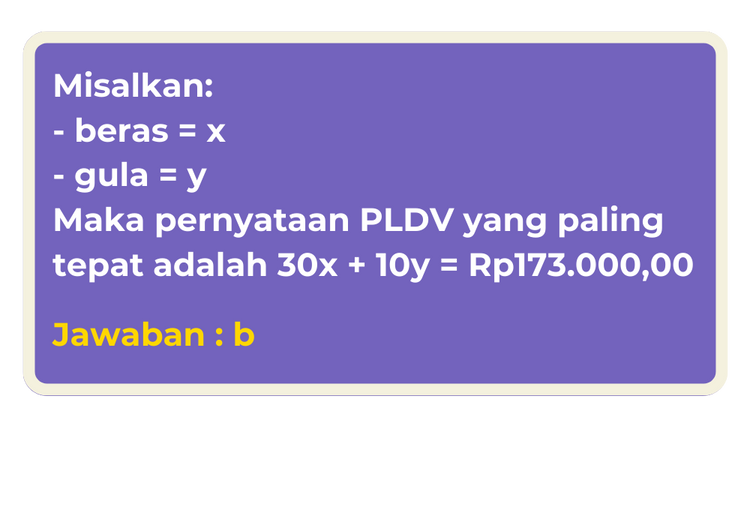 Misalkan:
- beras = x
- gula = y
Maka pernyataan PLDV yang paling
tepat adalah 30x + 10y = Rp173.000,00
Jawaban : b